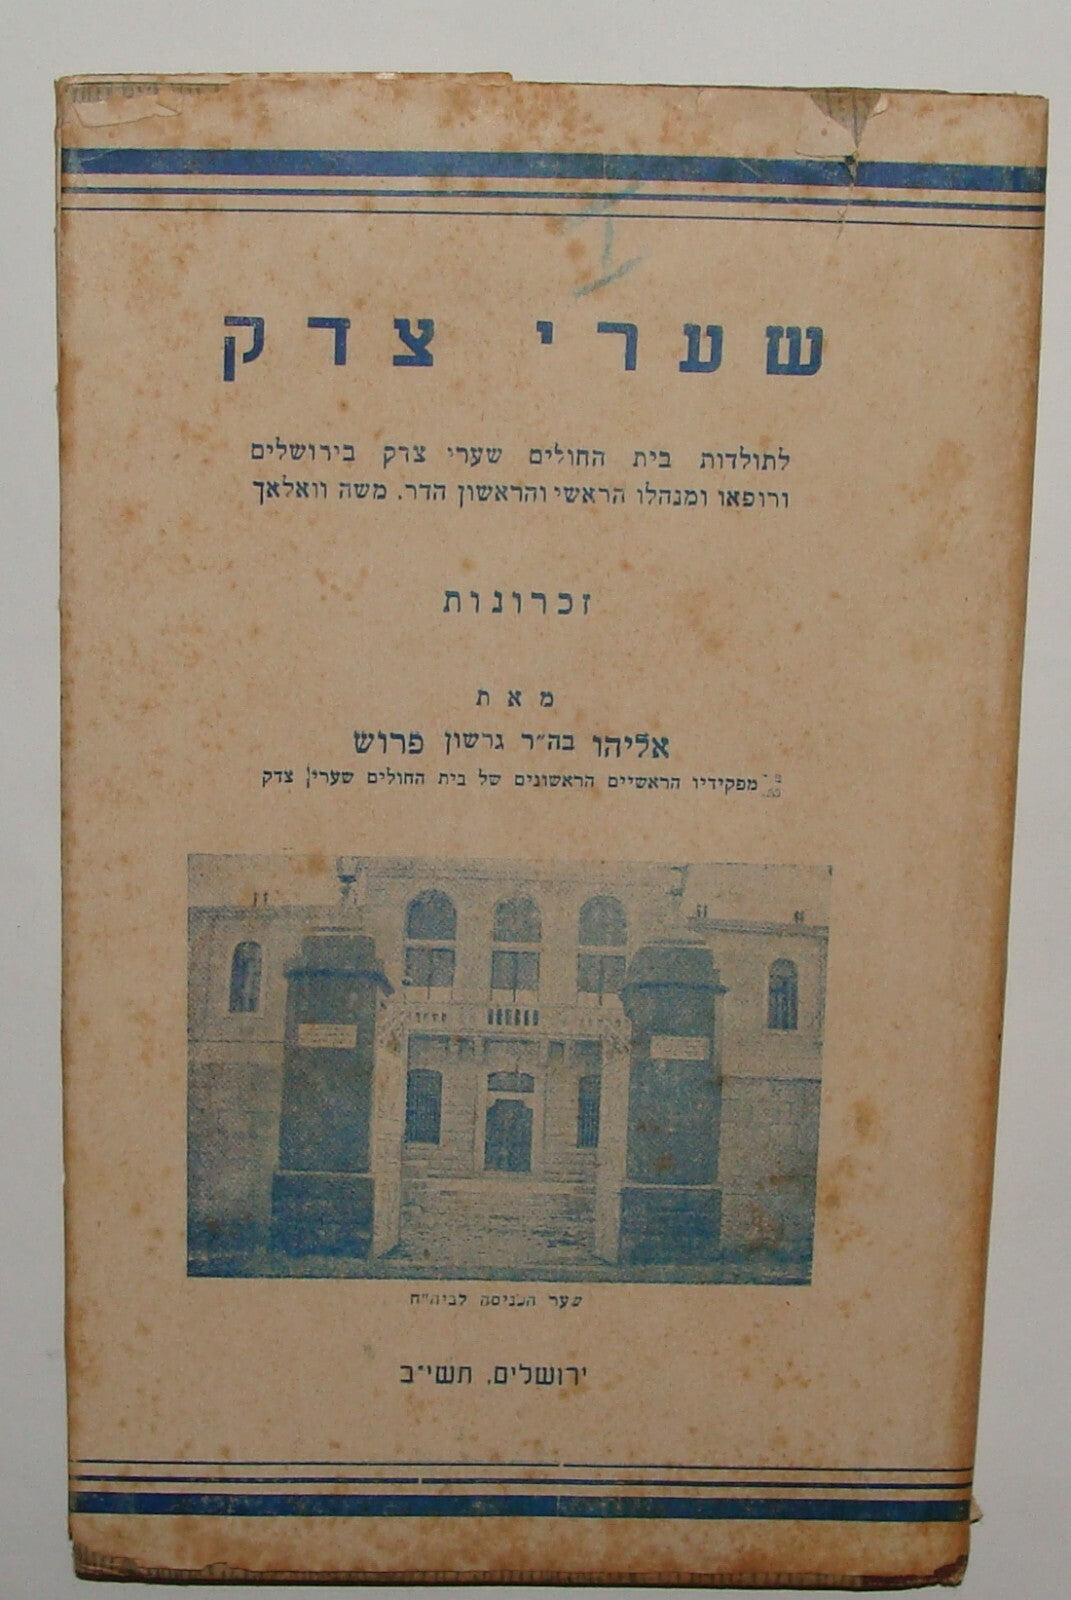 שערי צדק
לתולדות בית החולים שערי צדק בירושלים
ורופאו ומנהלו הראשי והראשון הדר. משה וואלאך
זכרונות
מאת
אליהו בה״ר גרשון פרוש
מפקידיו הראשיים הראשונים של בית החולים שערי צדק
שער הכניסה לביה״ח
ירושלים, תשי״ב